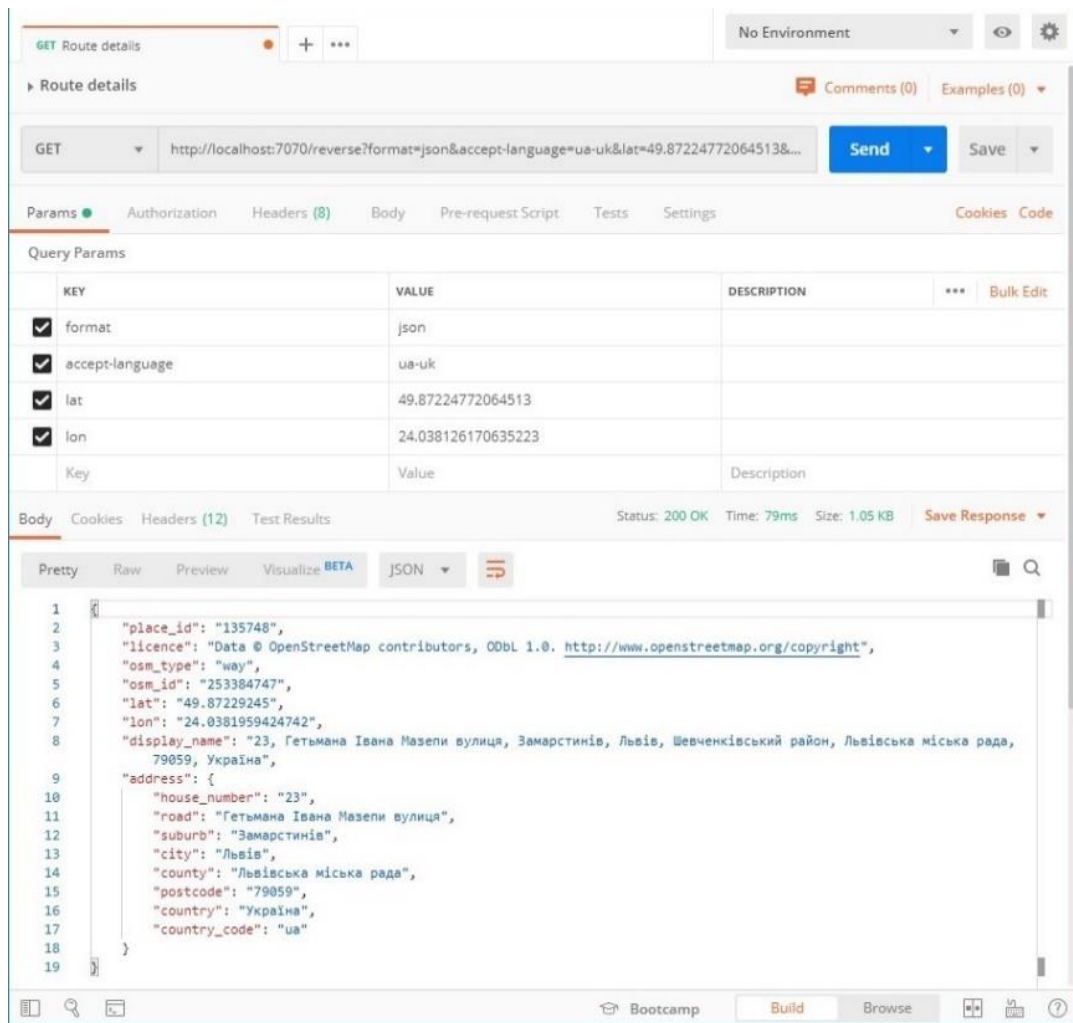 GET Route details
No Environment
Route details
Comments (0) Examples (0)
GET http://localhost:7070/reverse?format=json&accept-language=ua-uk&lat=49.87224772064513&... Send Save
Params Authorization Headers (8) Body Pre-request Script Tests Settings Cookies Code
Query Params
KEY VALUE DESCRIPTION ... Bulk Edit
format json
accept-language ua-uk
lat 49.87224772064513
lon 24.038126170635223
Key Value Description
Body Cookies Headers (12) Test Results Status: 200 OK Time: 79ms Size: 1.05 KB Save Response
Pretty Raw Preview Visualize BETA JSON
1 {
2 "place_id": "135748",
3 "licence": "Data © OpenStreetMap contributors, ODbL 1.0. http://www.openstreetmap.org/copyright",
4 "osm_type": "way",
5 "osm_id": "253384747",
6 "lat": "49.87229245",
7 "lon": "24.0381959424742",
8 "display_name": "23, Гетьмана Івана Мазепи вулиця, Замарстинів, Львів, Шевченківський район, Львівська міська рада,
79059, Україна",
9 "address": {
10 "house_number": "23",
11 "road": "Гетьмана Івана Мазепи вулиця",
12 "suburb": "Замарстинів",
13 "city": "Львів",
14 "county": "Львівська міська рада",
15 "postcode": "79059",
16 "country": "Україна",
17 "country_code": "ua"
18 }
19 }
Bootcamp Build Browse